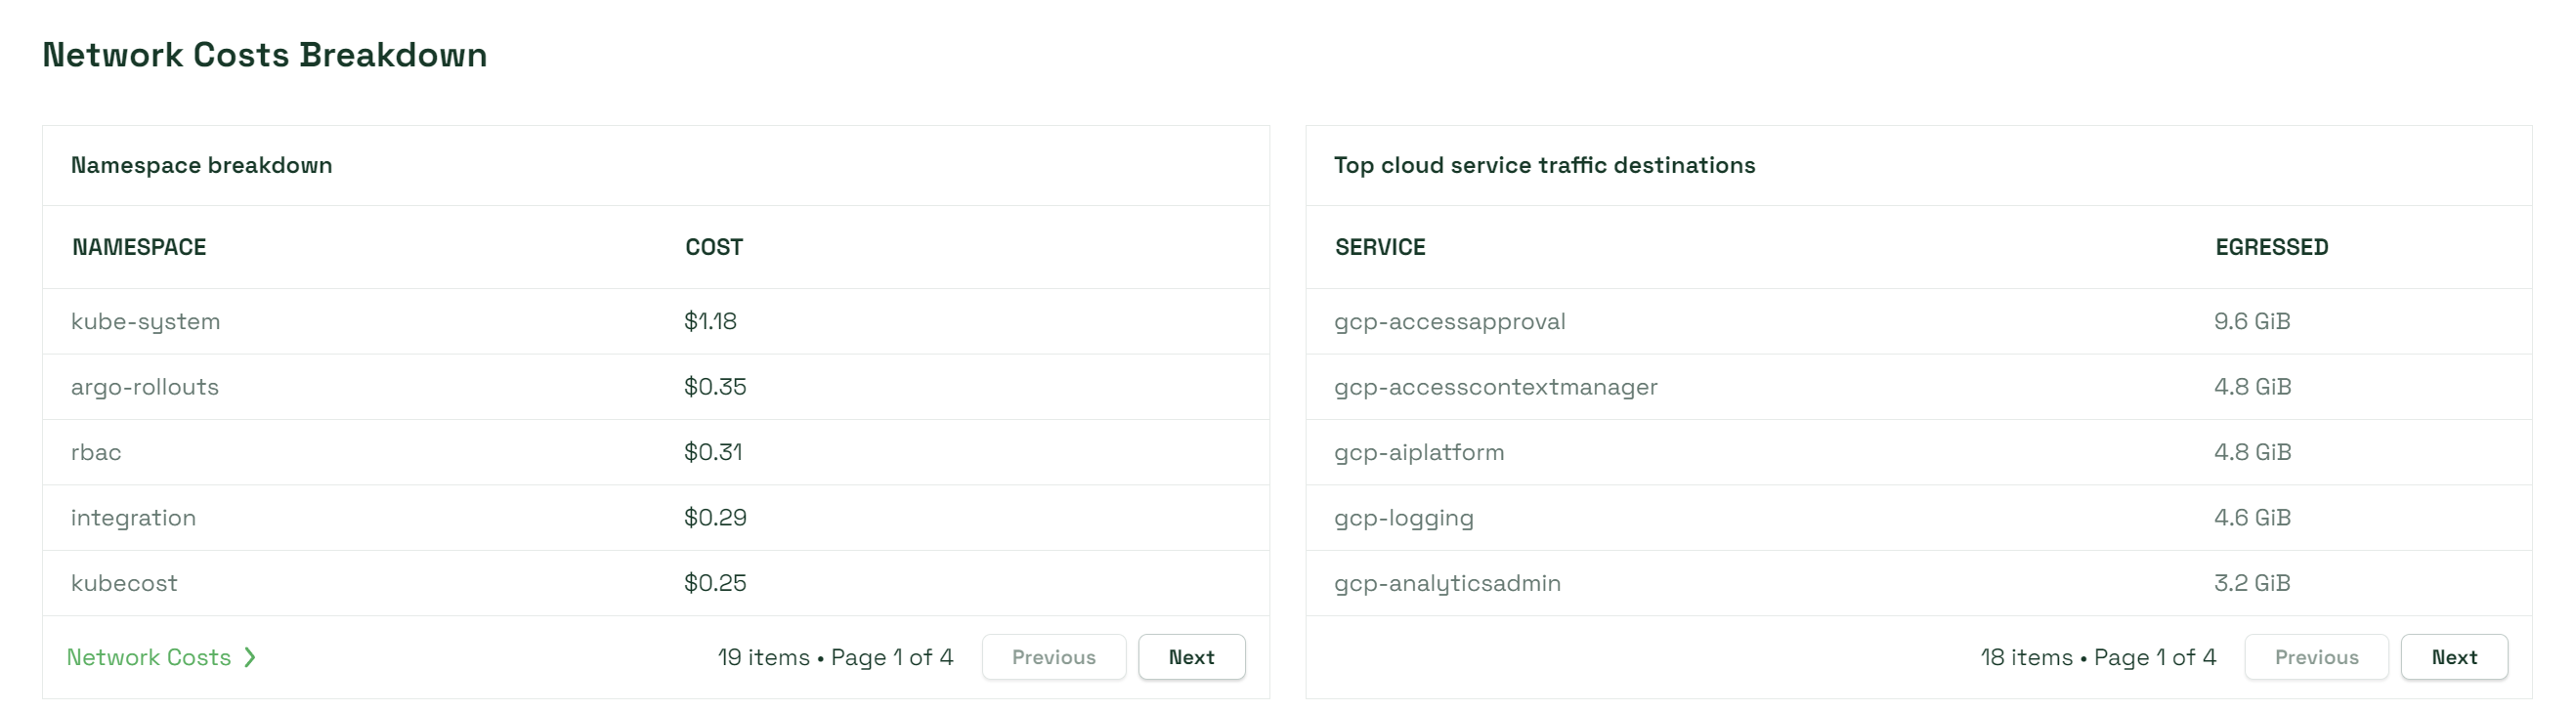 Network Costs Breakdown
Namespace breakdown
NAMESPACE COST
kube-system $1.18
argo-rollouts $0.35
rbac $0.31
integration $0.29
kubecost $0.25
Network Costs 19 items • Page 1 of 4 Previous Next
Top cloud service traffic destinations
SERVICE EGRESSED
gcp-accessapproval 9.6 GiB
gcp-accesscontextmanager 4.8 GiB
gcp-aiplatform 4.8 GiB
gcp-logging 4.6 GiB
gcp-analyticsadmin 3.2 GiB
18 items • Page 1 of 4 Previous Next